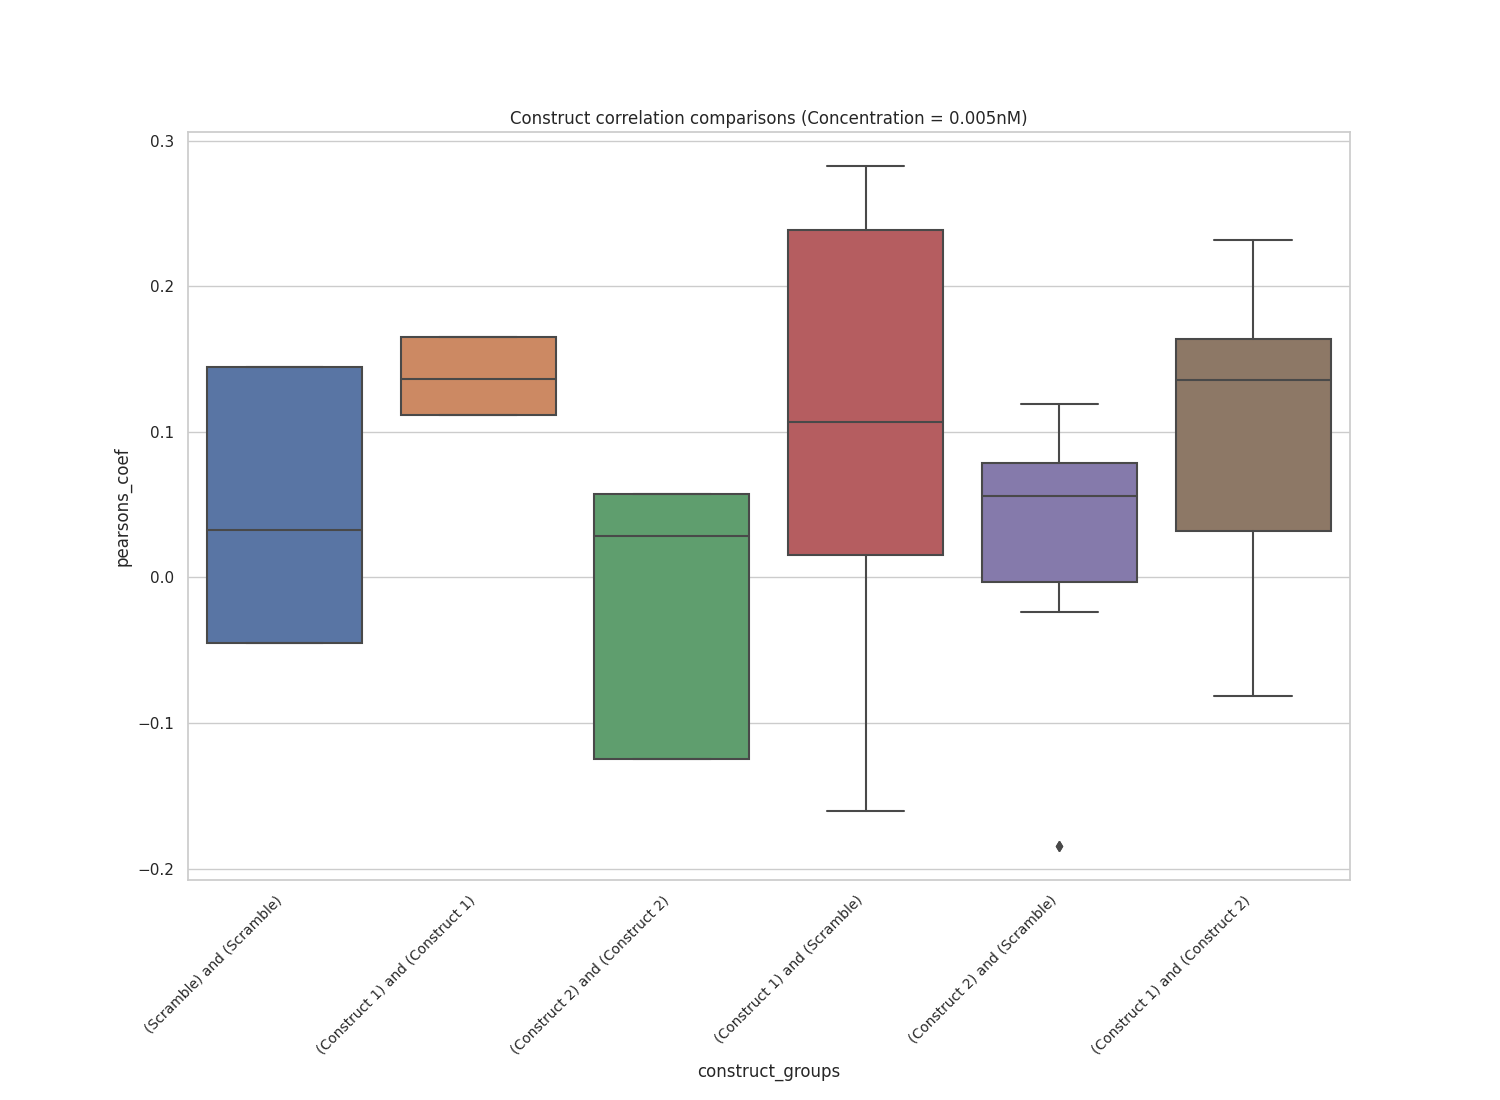 Construct correlation comparisons (Concentration = 0.005nM)
0.3
0.2
0.1
0.0
−0.1
−0.2
pearsons_coef
(Scramble) and (Scramble)
(Construct 1) and (Construct 1)
(Construct 2) and (Construct 2)
(Construct 1) and (Scramble)
(Construct 2) and (Scramble)
(Construct 1) and (Construct 2)
construct_groups